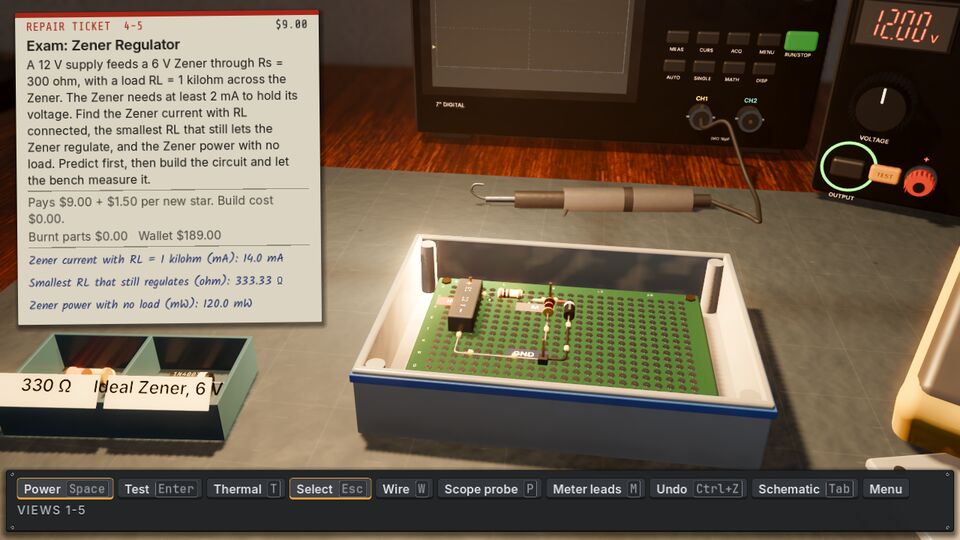 REPAIR TICKET 4-5 $9.00
Exam: Zener Regulator
A 12 V supply feeds a 6 V Zener through Rs =
300 ohm, with a load RL = 1 kilohm across the
Zener. The Zener needs at least 2 mA to hold its
voltage. Find the Zener current with RL
connected, the smallest RL that still lets the
Zener regulate, and the Zener power with no
load. Predict first, then build the circuit and let
the bench measure it.
Pays $9.00 + $1.50 per new star. Build cost
$0.00.
Burnt parts $0.00 Wallet $189.00
Zener current with RL = 1 kilohm (mA): 14.0 mA
Smallest RL that still regulates (ohm): 333.33 Ω
Zener power with no load (mW): 120.0 mW
MEAS CURS ACQ MENU RUN/STOP
AUTO SINGLE MATH DISP
7" DIGITAL
CH1 CH2
12.00 V
VOLTAGE
OUTPUT
TEST
+
GND
330 Ω
Ideal Zener, 6 V
Power Space Test Enter Thermal T Select Esc Wire W Scope probe P Meter leads M Undo Ctrl+Z Schematic Tab Menu
VIEWS 1-5